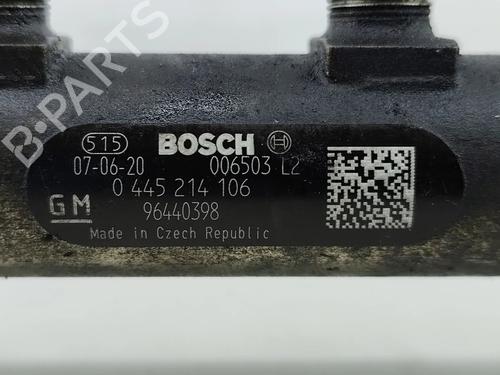 B-PARTS
515 BOSCH
07-06-20 006503 L2
0 445 214 106
GM 96440398
Made in Czech Republic